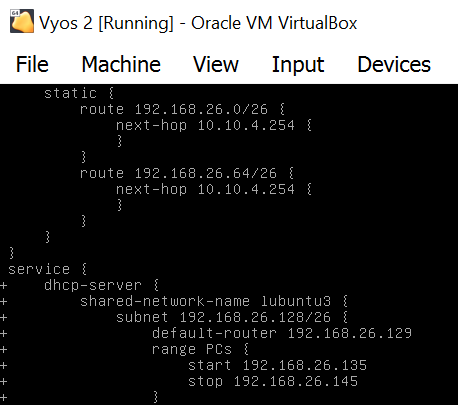 64
Vyos 2 [Running] - Oracle VM VirtualBox
File Machine View Input Devices
    static {
        route 192.168.26.0/26 {
            next-hop 10.10.4.254 {
            }
        }
        route 192.168.26.64/26 {
            next-hop 10.10.4.254 {
            }
        }
    }
}
service {
+   dhcp-server {
+       shared-network-name lubuntu3 {
+           subnet 192.168.26.128/26 {
+               default-router 192.168.26.129
+               range PCs {
+                   start 192.168.26.135
+                   stop 192.168.26.145
+               }